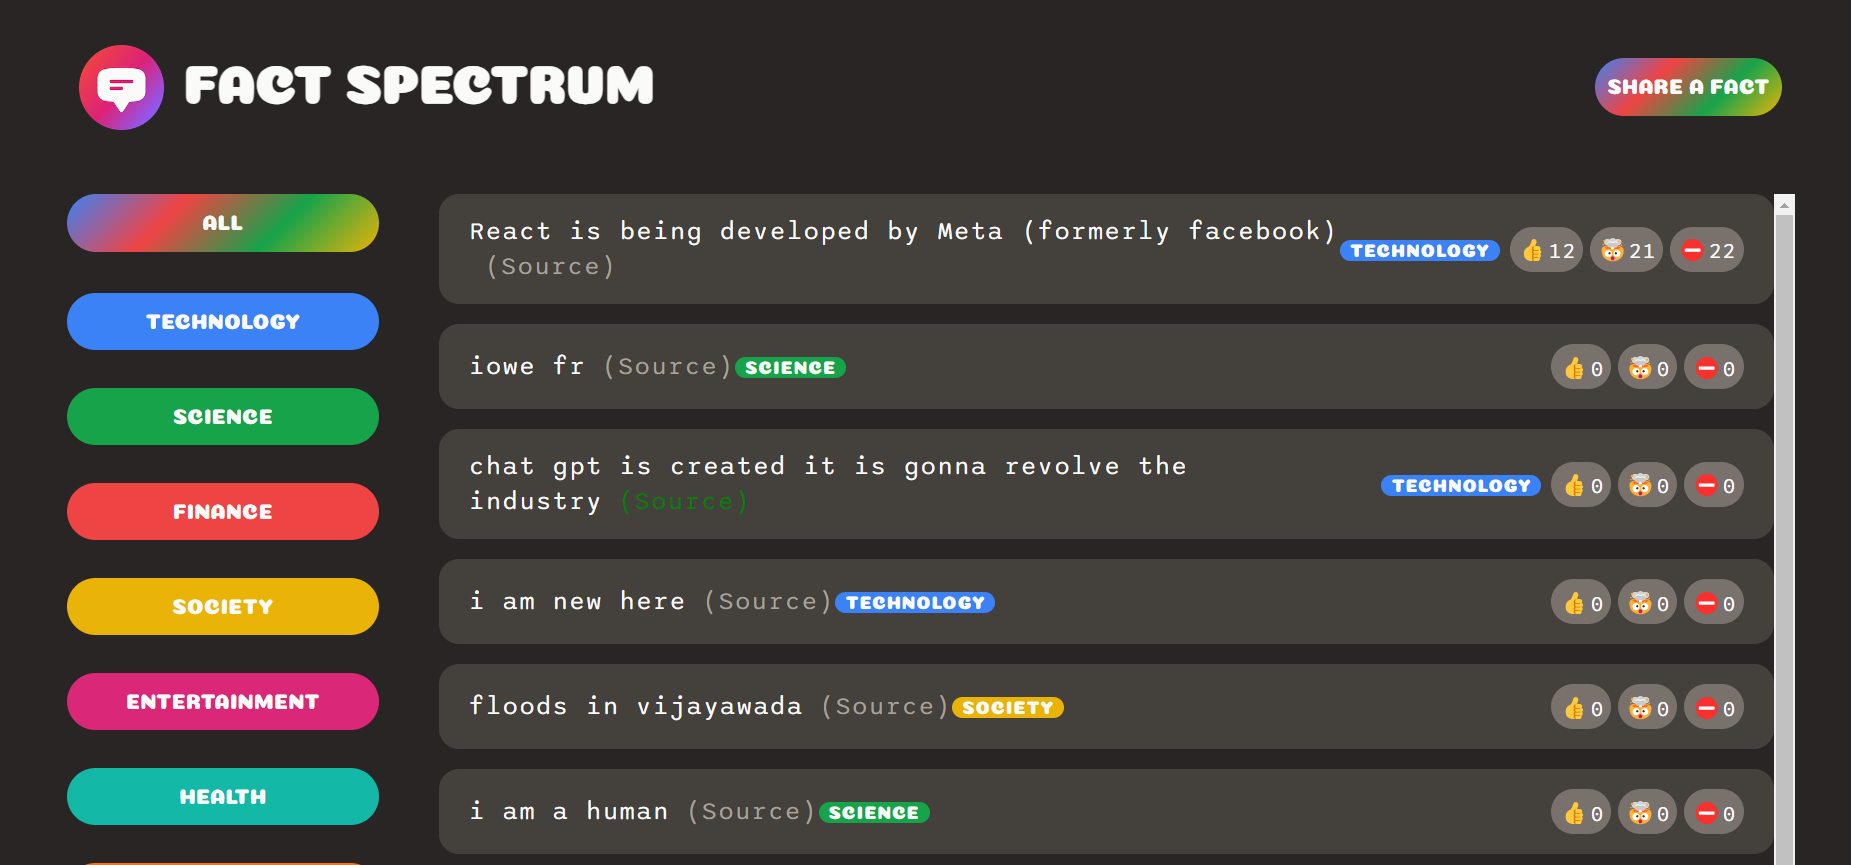 FACT SPECTRUM
SHARE A FACT
ALL
TECHNOLOGY
SCIENCE
FINANCE
SOCIETY
ENTERTAINMENT
HEALTH
React is being developed by Meta (formerly facebook)
(Source)
TECHNOLOGY 👍12 🤯21 ⛔22
iowe fr (Source) SCIENCE 👍0 🤯0 ⛔0
chat gpt is created it is gonna revolve the
industry (Source)
TECHNOLOGY 👍0 🤯0 ⛔0
i am new here (Source) TECHNOLOGY 👍0 🤯0 ⛔0
floods in vijayawada (Source) SOCIETY 👍0 🤯0 ⛔0
i am a human (Source) SCIENCE 👍0 🤯0 ⛔0